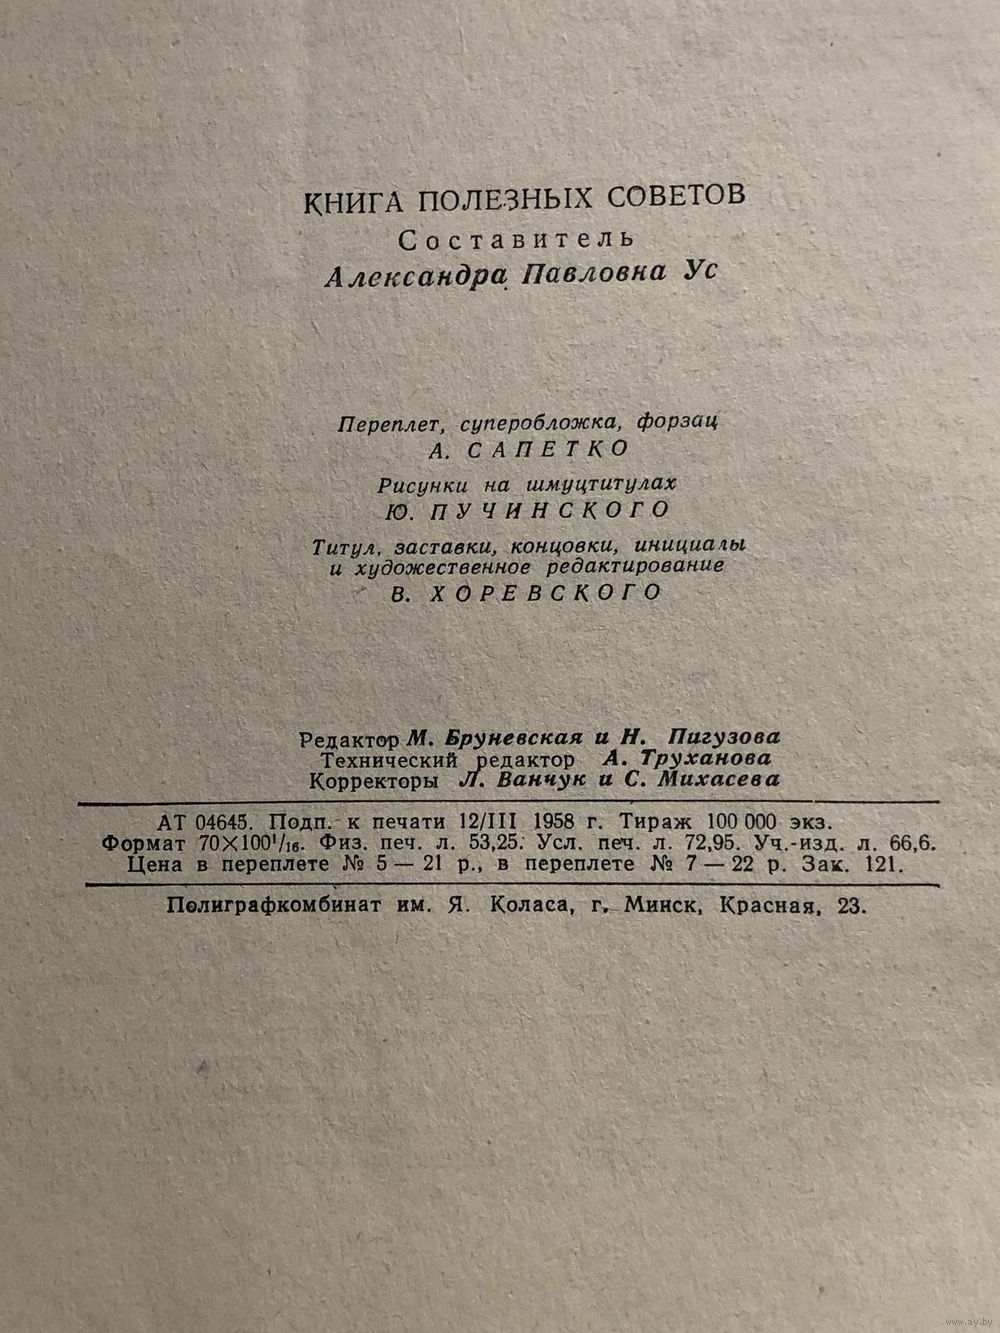 КНИГА ПОЛЕЗНЫХ СОВЕТОВ
Составитель
Александра Павловна Ус
Переплет, суперобложка, форзац
А. САПЕТКО
Рисунки на шмуцтитулах
Ю. ПУЧИНСКОГО
Титул, заставки, концовки, инициалы
и художественное редактирование
В. ХОРЕВСКОГО
Редактор М. Бруневская и Н. Пигузова
Технический редактор А. Труханова
Корректоры Л. Ванчук и С. Михасева
АТ 04645. Подп. к печати 12/III 1958 г. Тираж 100 000 экз.
Формат 70×100¹/₁₆. Физ. печ. л. 53,25. Усл. печ. л. 72,95. Уч.-изд. л. 66,6.
Цена в переплете № 5 — 21 р., в переплете № 7 — 22 р. Зак. 121.
Полиграфкомбинат им. Я. Коласа, г. Минск, Красная, 23.
www.ay.by